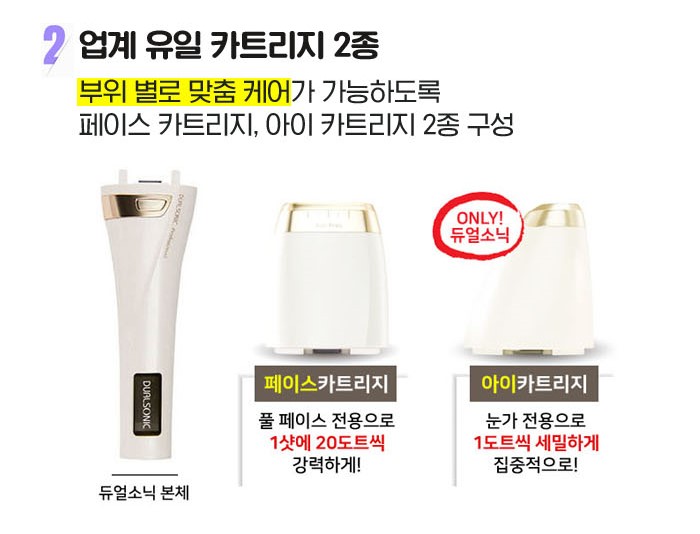 2 업계 유일 카트리지 2종
부위 별로 맞춤 케어가 가능하도록
페이스 카트리지, 아이 카트리지 2종 구성
DUALSONIC
DUALSONIC
듀얼소닉 본체
페이스카트리지
풀 페이스 전용으로
1샷에 20도트씩
강력하게!
ONLY!
듀얼소닉
아이카트리지
눈가 전용으로
1도트씩 세밀하게
집중적으로!